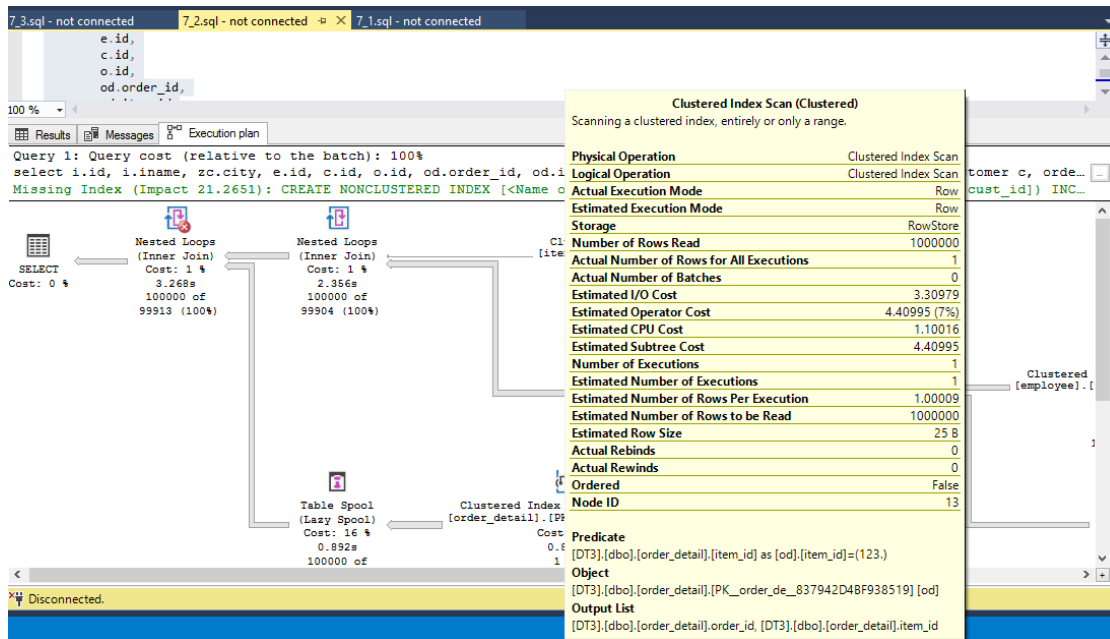 7_3.sql - not connected 7_2.sql - not connected 7_1.sql - not connected
e.id,
c.id,
o.id,
od.order_id,
100 %
Results Messages Execution plan
Query 1: Query cost (relative to the batch): 100%
select i.id, i.iname, zc.city, e.id, c.id, o.id, od.order_id, od.i tomer c, orde… ...
Missing Index (Impact 21.2651): CREATE NONCLUSTERED INDEX [<Name o cust_id]) INC…
SELECT
Cost: 0 %
Nested Loops
(Inner Join)
Cost: 1 %
3.268s
100000 of
99913 (100%)
Nested Loops
(Inner Join)
Cost: 1 %
2.356s
100000 of
99904 (100%)
Cl
[ite
Clustered
[employee].[
1
Table Spool
(Lazy Spool)
Cost: 16 %
0.892s
100000 of
Clustered Index
[order_detail].[PK
Cost
0.8
1
Clustered Index Scan (Clustered)
Scanning a clustered index, entirely or only a range.
Physical Operation Clustered Index Scan
Logical Operation Clustered Index Scan
Actual Execution Mode Row
Estimated Execution Mode Row
Storage RowStore
Number of Rows Read 1000000
Actual Number of Rows for All Executions 1
Actual Number of Batches 0
Estimated I/O Cost 3.30979
Estimated Operator Cost 4.40995 (7%)
Estimated CPU Cost 1.10016
Estimated Subtree Cost 4.40995
Number of Executions 1
Estimated Number of Executions 1
Estimated Number of Rows Per Execution 1.00009
Estimated Number of Rows to be Read 1000000
Estimated Row Size 25 B
Actual Rebinds 0
Actual Rewinds 0
Ordered False
Node ID 13
Predicate
[DT3].[dbo].[order_detail].[item_id] as [od].[item_id]=(123.)
Object
[DT3].[dbo].[order_detail].[PK__order_de__837942D4BF938519] [od]
Output List
[DT3].[dbo].[order_detail].order_id, [DT3].[dbo].[order_detail].item_id
Disconnected.